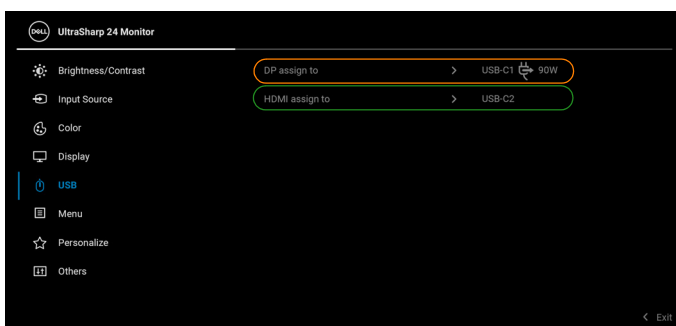 DELL UltraSharp 24 Monitor
Brightness/Contrast
DP assign to > USB-C1 90W
Input Source
HDMI assign to > USB-C2
Color
Display
USB
Menu
Personalize
Others
< Exit